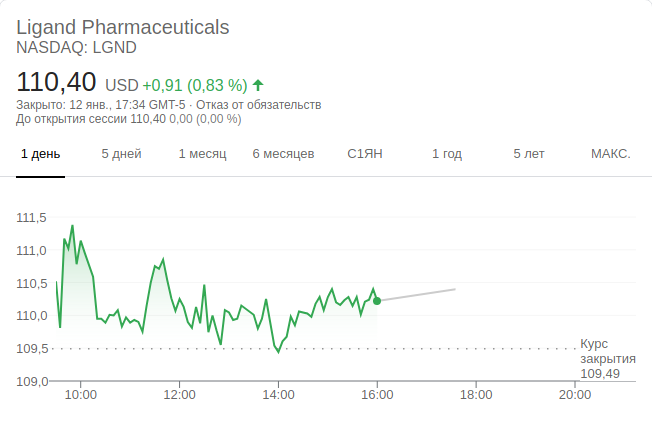 Ligand Pharmaceuticals
NASDAQ: LGND
110,40 USD +0,91 (0,83 %)
Закрыто: 12 янв., 17:34 GMT-5 · Отказ от обязательств
До открытия сессии 110,40 0,00 (0,00 %)
1 день 5 дней 1 месяц 6 месяцев С1ЯН 1 год 5 лет МАКС.
111,5
111,0
110,5
110,0
109,5
109,0
Курс
закрытия
109,49
10:00 12:00 14:00 16:00 18:00 20:00